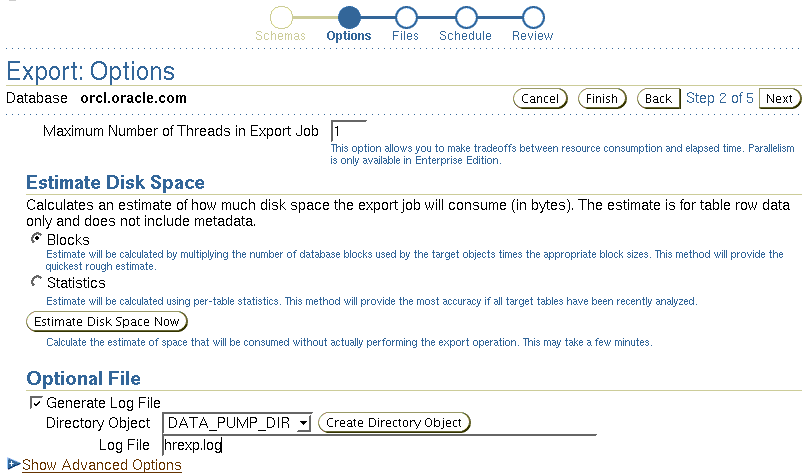 Schemas Options Files Schedule Review
Export: Options
Database orcl.oracle.com Cancel Finish Back Step 2 of 5 Next
Maximum Number of Threads in Export Job 1
This option allows you to make tradeoffs between resource consumption and elapsed time. Parallelism
is only available in Enterprise Edition.
Estimate Disk Space
Calculates an estimate of how much disk space the export job will consume (in bytes). The estimate is for table row data
only and does not include metadata.
Blocks
Estimate will be calculated by multiplying the number of database blocks used by the target objects times the appropriate block sizes. This method will provide the
quickest rough estimate.
Statistics
Estimate will be calculated using per-table statistics. This method will provide the most accuracy if all target tables have been recently analyzed.
Estimate Disk Space Now
Calculate the estimate of space that will be consumed without actually performing the export operation. This may take a few minutes.
Optional File
Generate Log File
Directory Object DATA_PUMP_DIR Create Directory Object
Log File hrexp.log
Show Advanced Options